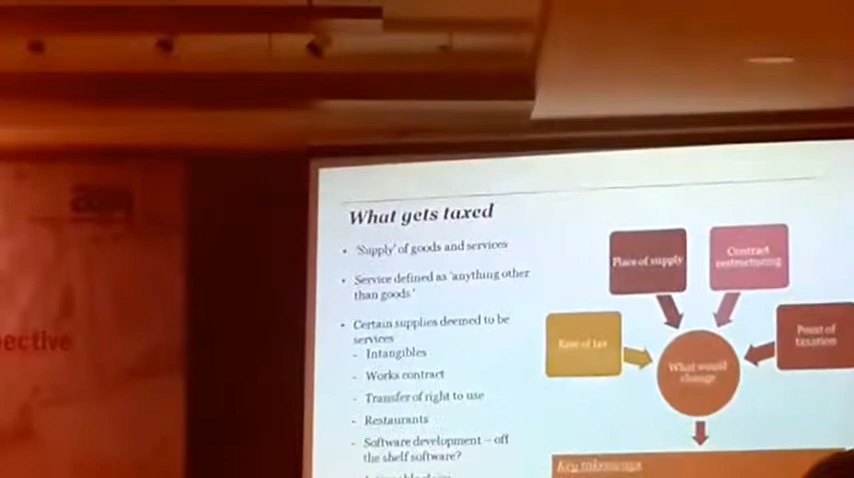 What gets taxed
• 'Supply' of goods and services
• Service defined as 'anything other
than goods'
• Certain supplies deemed to be
services
- Intangibles
- Works contract
- Transfer of right to use
- Restaurants
- Software development – off
the shelf software?
Place of supply
Contract
restructuring
Rate of tax
Point of
taxation
What would
change
Key takeaways
ective